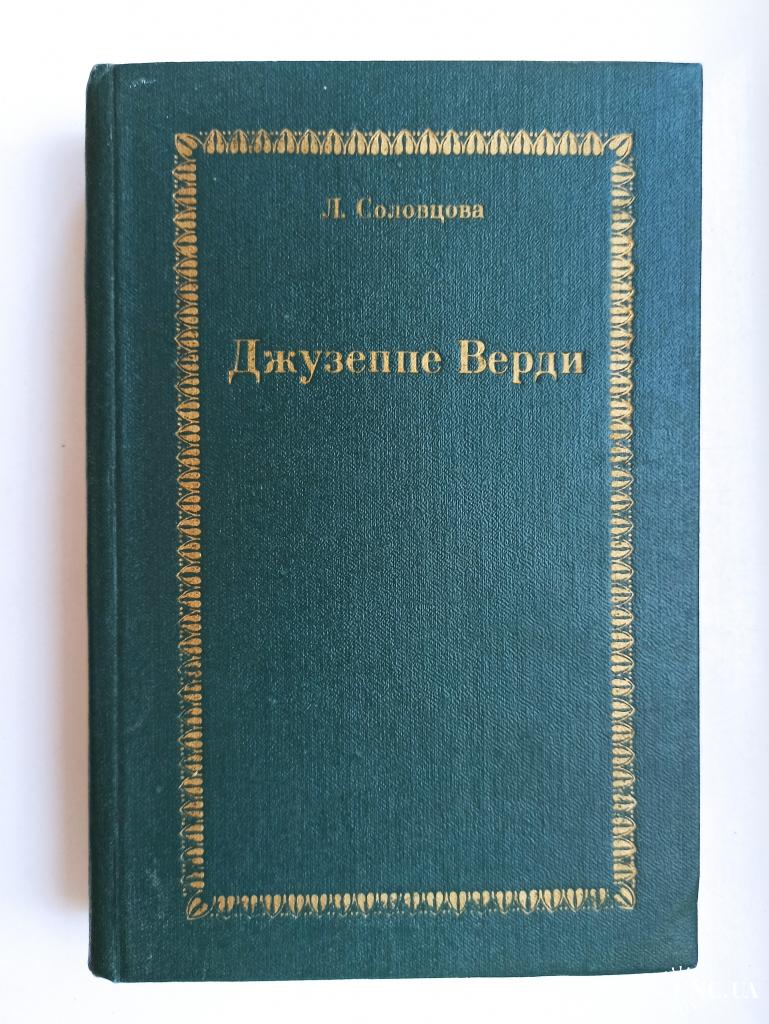 Л. Соловцова
Джузеппе Верди